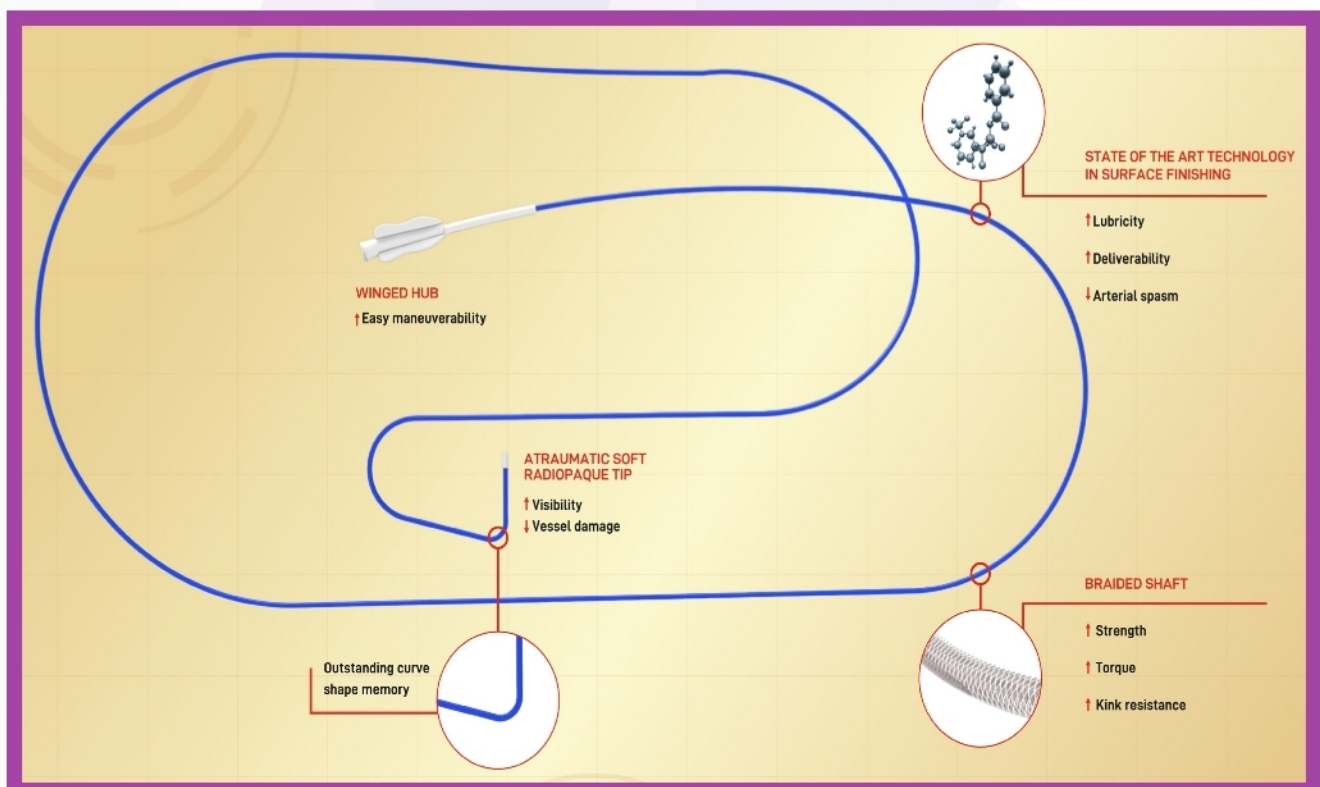 STATE OF THE ART TECHNOLOGY
IN SURFACE FINISHING
↑ Lubricity
↑ Deliverability
↓ Arterial spasm
WINGED HUB
↑ Easy maneuverability
ATRAUMATIC SOFT
RADIOPAQUE TIP
↑ Visibility
↓ Vessel damage
BRAIDED SHAFT
↑ Strength
↑ Torque
↑ Kink resistance
Outstanding curve
shape memory